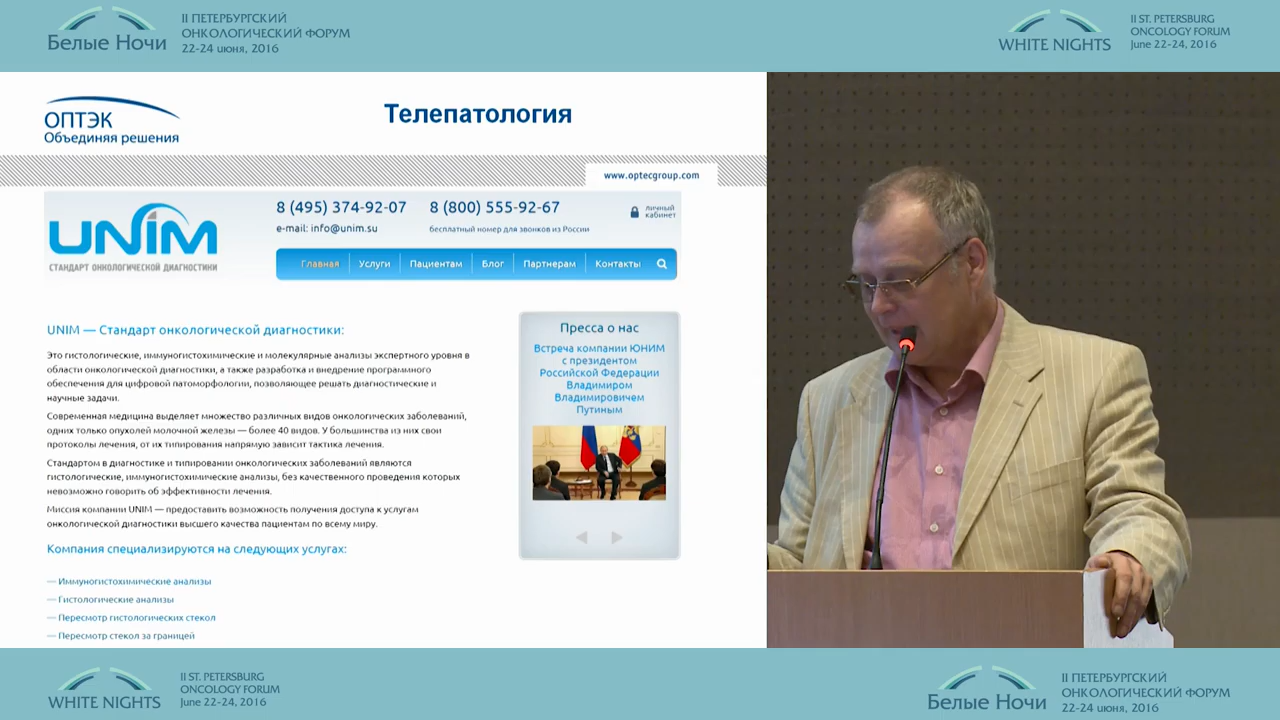 Белые Ночи
II ПЕТЕРБУРГСКИЙ
ОНКОЛОГИЧЕСКИЙ ФОРУМ
22-24 июня, 2016
WHITE NIGHTS
II ST. PETERSBURG
ONCOLOGY FORUM
June 22-24, 2016
ОПТЭК
Объединяя решения
Телепатология
www.optecgroup.com
UNIM
СТАНДАРТ ОНКОЛОГИЧЕСКОЙ ДИАГНОСТИКИ
8 (495) 374-92-07
8 (800) 555-92-67
e-mail: info@unim.su
бесплатный номер для звонков из России
личный
кабинет
Главная Услуги Пациентам Блог Партнерам Контакты
UNIM — Стандарт онкологической диагностики:
Это гистологические, иммуногистохимические и молекулярные анализы экспертного уровня в
области онкологической диагностики, а также разработка и внедрение программного
обеспечения для цифровой патоморфологии, позволяющее решать диагностические и
научные задачи.
Современная медицина выделяет множество различных видов онкологических заболеваний,
одних только опухолей молочной железы — более 40 видов. У большинства из них свои
протоколы лечения, от их типирования напрямую зависит тактика лечения.
Стандартом в диагностике и типировании онкологических заболеваний являются
гистологические, иммуногистохимические анализы, без качественного проведения которых
невозможно говорить об эффективности лечения.
Миссия компании UNIM — предоставить возможность получения доступа к услугам
онкологической диагностики высшего качества пациентам по всему миру.
Компания специализируются на следующих услугах:
— Иммуногистохимические анализы
— Гистологические анализы
— Пересмотр гистологических стекол
— Пересмотр стекол за границей
Пресса о нас
Встреча компании ЮНИМ
с президентом
Российской Федерации
Владимиром
Владимировичем
Путиным
WHITE NIGHTS
II ST. PETERSBURG
ONCOLOGY FORUM
June 22-24, 2016
Белые Ночи
II ПЕТЕРБУРГСКИЙ
ОНКОЛОГИЧЕСКИЙ ФОРУМ
22-24 июня, 2016